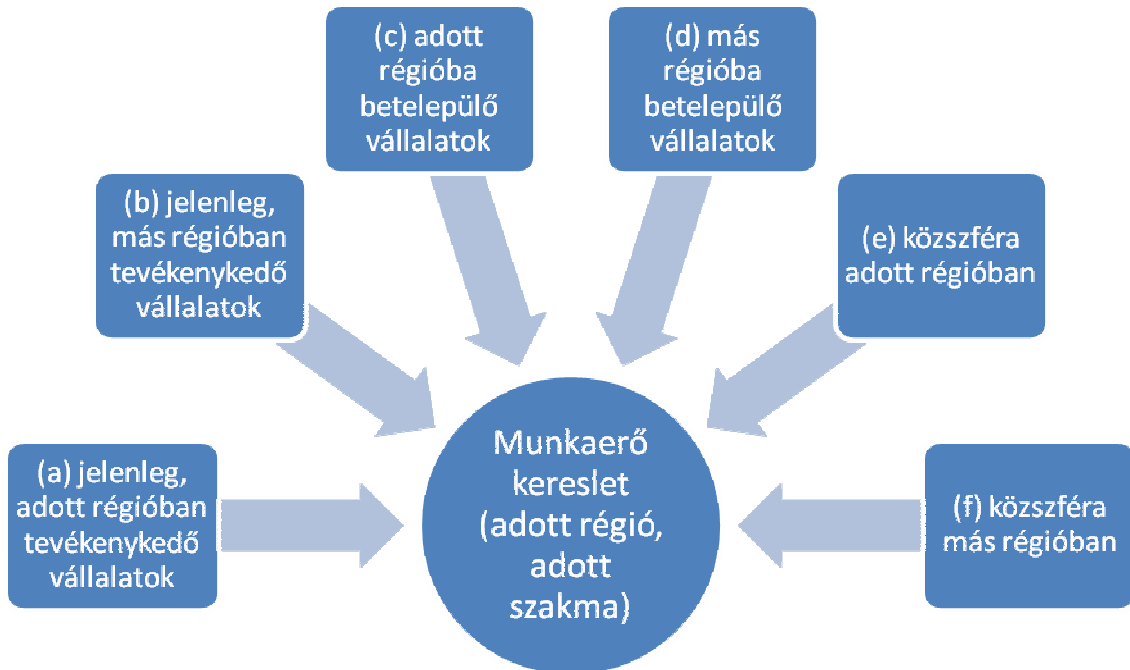 (a) jelenleg,
adott régióban
tevékenykedő
vállalatok
(b) jelenleg,
más régióban
tevékenykedő
vállalatok
(c) adott
régióba
betelepülő
vállalatok
(d) más
régióba
betelepülő
vállalatok
(e) közszféra
adott régióban
(f) közszféra
más régióban
Munkaerő
kereslet
(adott régió,
adott
szakma)